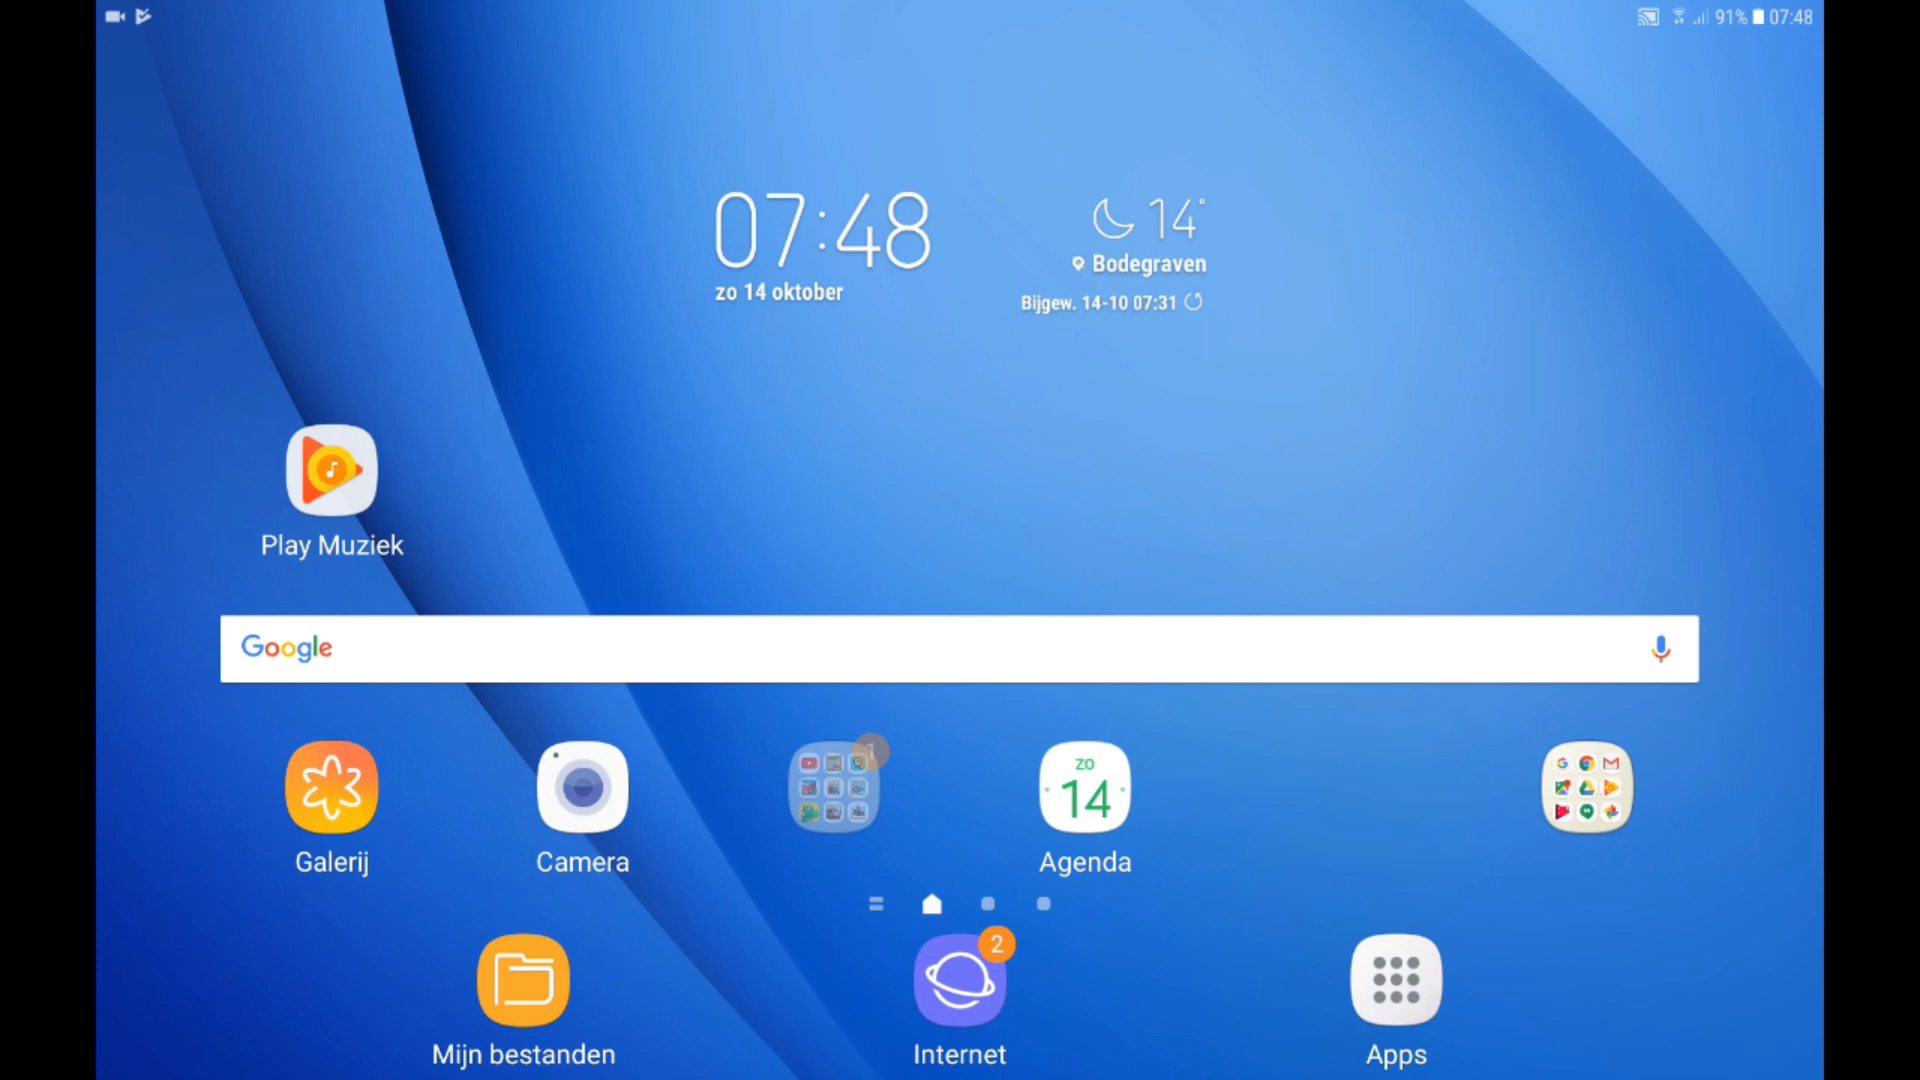 91% 07:48
07:48
14°
Bodegraven
zo 14 oktober
Bijgew. 14-10 07:31
Play Muziek
Google
1
zo
14
Galerij
Camera
Agenda
2
Mijn bestanden
Internet
Apps